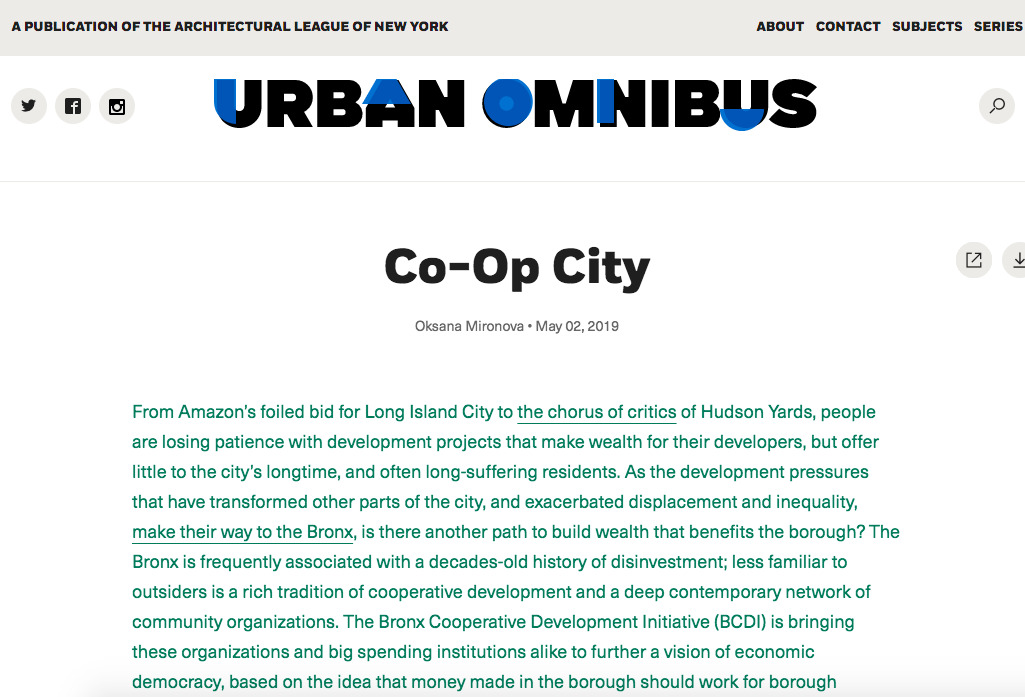 A PUBLICATION OF THE ARCHITECTURAL LEAGUE OF NEW YORK
ABOUT CONTACT SUBJECTS SERIES
URBAN OMNIBUS
Co-Op City
Oksana Mironova • May 02, 2019
From Amazon's foiled bid for Long Island City to the chorus of critics of Hudson Yards, people
are losing patience with development projects that make wealth for their developers, but offer
little to the city's longtime, and often long-suffering residents. As the development pressures
that have transformed other parts of the city, and exacerbated displacement and inequality,
make their way to the Bronx, is there another path to build wealth that benefits the borough? The
Bronx is frequently associated with a decades-old history of disinvestment; less familiar to
outsiders is a rich tradition of cooperative development and a deep contemporary network of
community organizations. The Bronx Cooperative Development Initiative (BCDI) is bringing
these organizations and big spending institutions alike to further a vision of economic
democracy, based on the idea that money made in the borough should work for borough